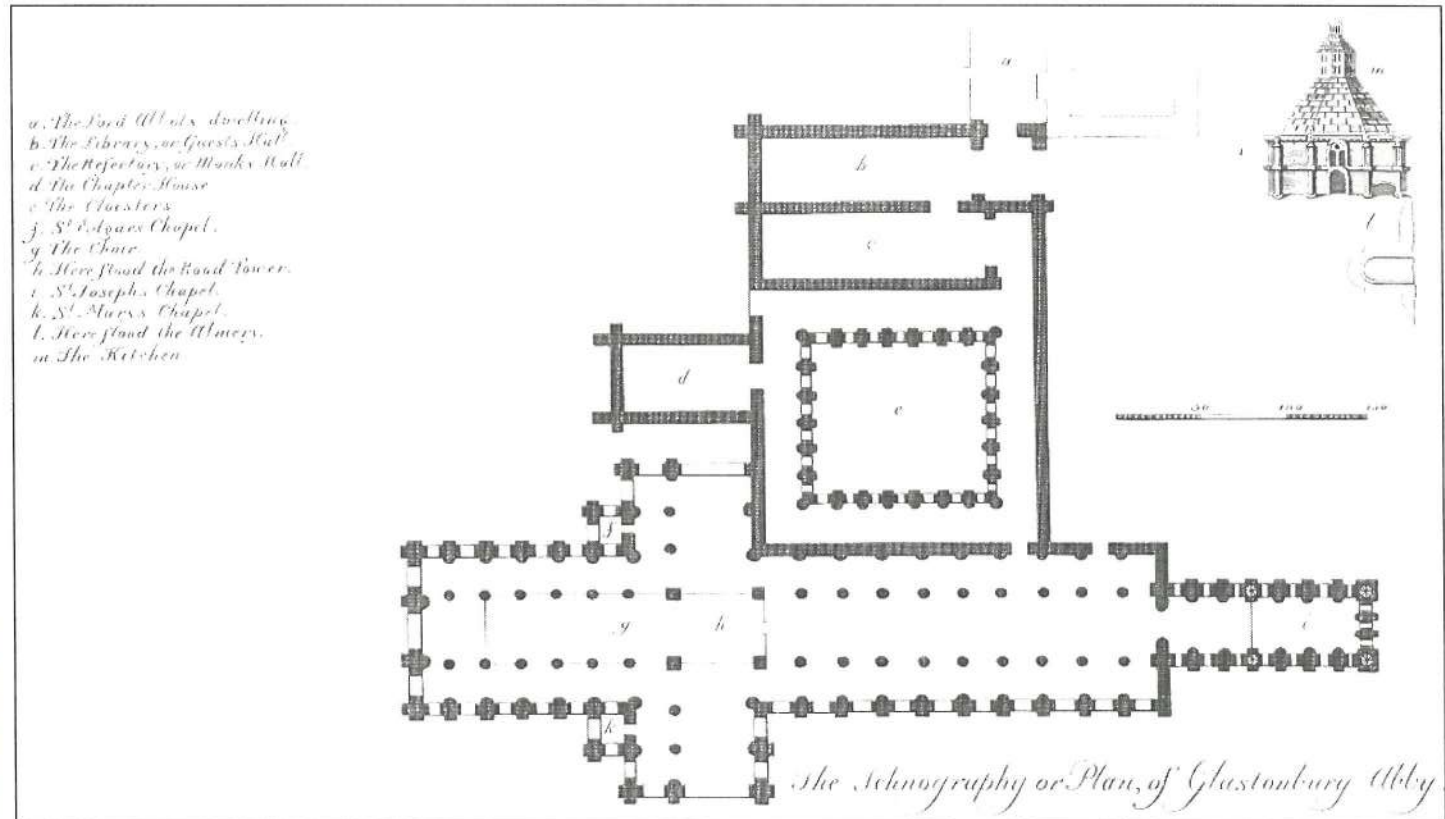 a. The Lord Abbots dwelling.
b. The Library, or Guests Hall
c. The Refectory, or Monks Hall.
d. The Chapter House
e. The Cloisters
f. St. Edgars Chapel.
g. The Choir
h. Here stood the Road Tower.
i. St. Josephs Chapel.
k. St. Marys Chapel.
l. Here stood the Almery.
m. The Kitchen
a
m
b
l
c
d
e
50 100 150
f
g h i
k
The Ichnography or Plan, of Glastonbury Abby.